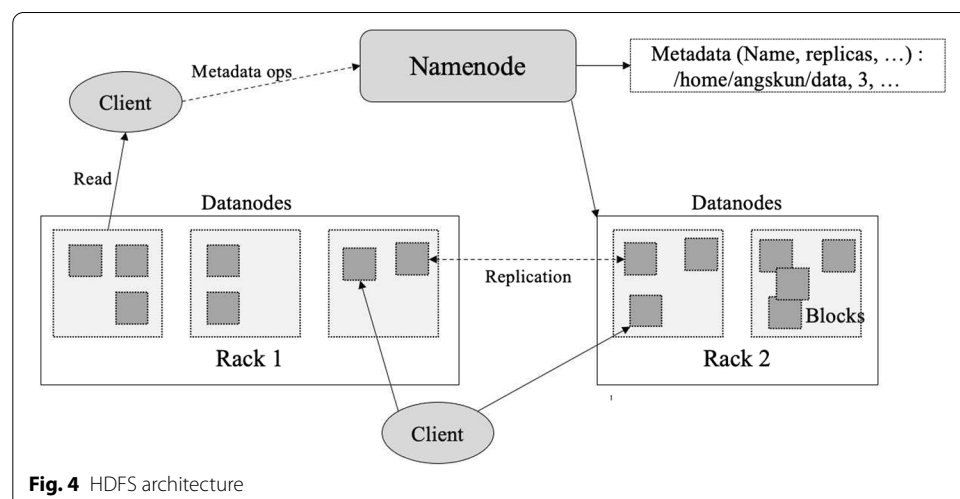 Metadata (Name, replicas, …) :
/home/angskun/data, 3, …
Namenode
Metadata ops
Client
Read
Datanodes
Datanodes
Replication
Blocks
Rack 1
Rack 2
1
Client
Fig. 4 HDFS architecture